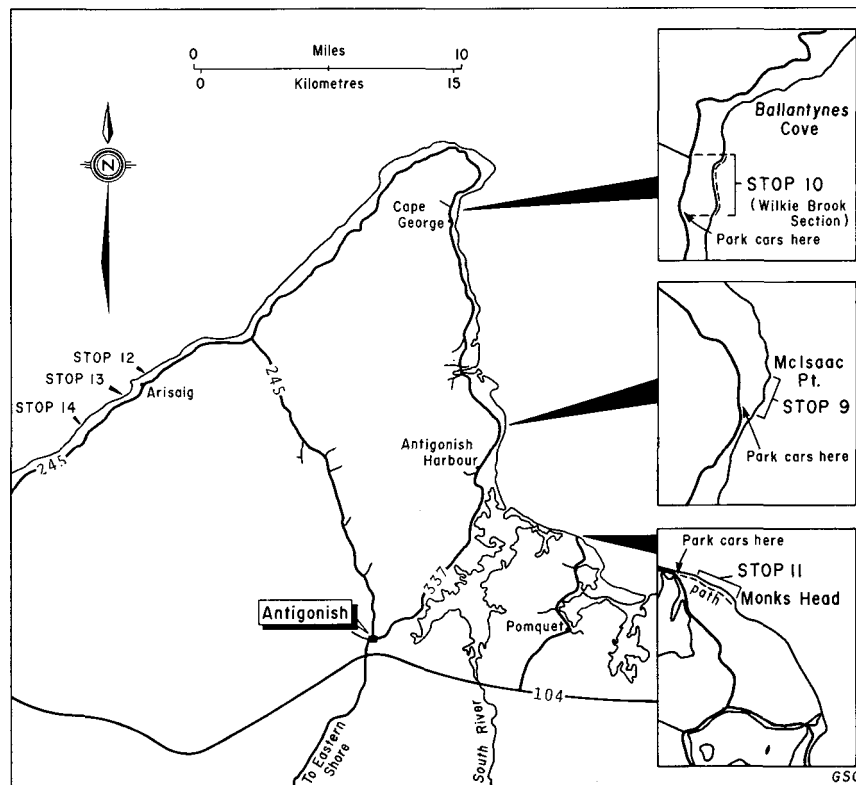 0 Miles 10
0 Kilometres 15
N
Ballantynes
Cove
STOP 10
(Wilkie Brook
Section)
Park cars here
Cape
George
STOP 12
STOP 13
STOP 14
Arisaig
245
245
McIsaac
Pt.
STOP 9
Park cars here
Antigonish
Harbour
337
Antigonish
Pomquet
104
To Eastern
Shore
South River
Park cars here
STOP 11
path
Monks Head
GSC